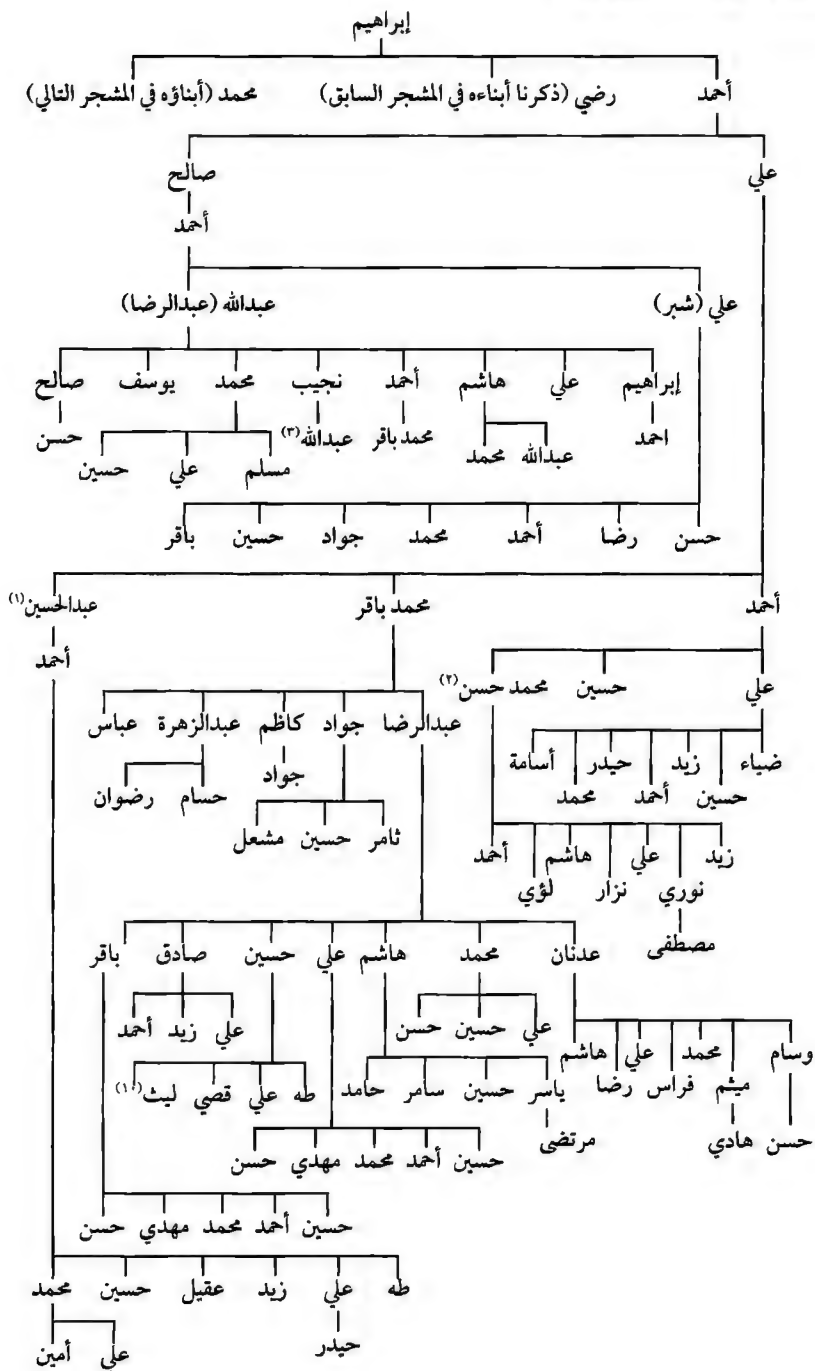 إبراهيم
أحمد رضي (ذكرنا أبناءه في المشجر السابق) محمد (أبناؤه في المشجر التالي)
علي صالح
أحمد
علي (شبر) عبدالله (عبدالرضا)
إبراهيم علي هاشم أحمد نجيب محمد يوسف صالح
احمد عبدالله محمد محمد باقر عبدالله (٣) مسلم علي حسين حسن
حسن رضا أحمد محمد جواد حسين باقر
أحمد محمد باقر عبدالحسين (١)
أحمد
علي حسين محمد حسن (٢)
عبدالرضا جواد كاظم عبدالزهرة عباس
ضياء حسين زيد أحمد حيدر محمد أسامة
جواد حسام رضوان
ثامر حسين مشعل
زيد نوري علي نزار هاشم لؤي أحمد
مصطفى
عدنان محمد هاشم علي حسين صادق باقر
علي حسين حسن علي زيد أحمد
وسام ميثم محمد فراس علي رضا هاشم
طه علي قصي ليث (١)
ياسر حسين سامر حامد
حسن هادي مرتضى
حسين أحمد محمد مهدي حسن
حسين أحمد محمد مهدي حسن
طه علي زيد عقيل حسين محمد
حيدر علي أمين